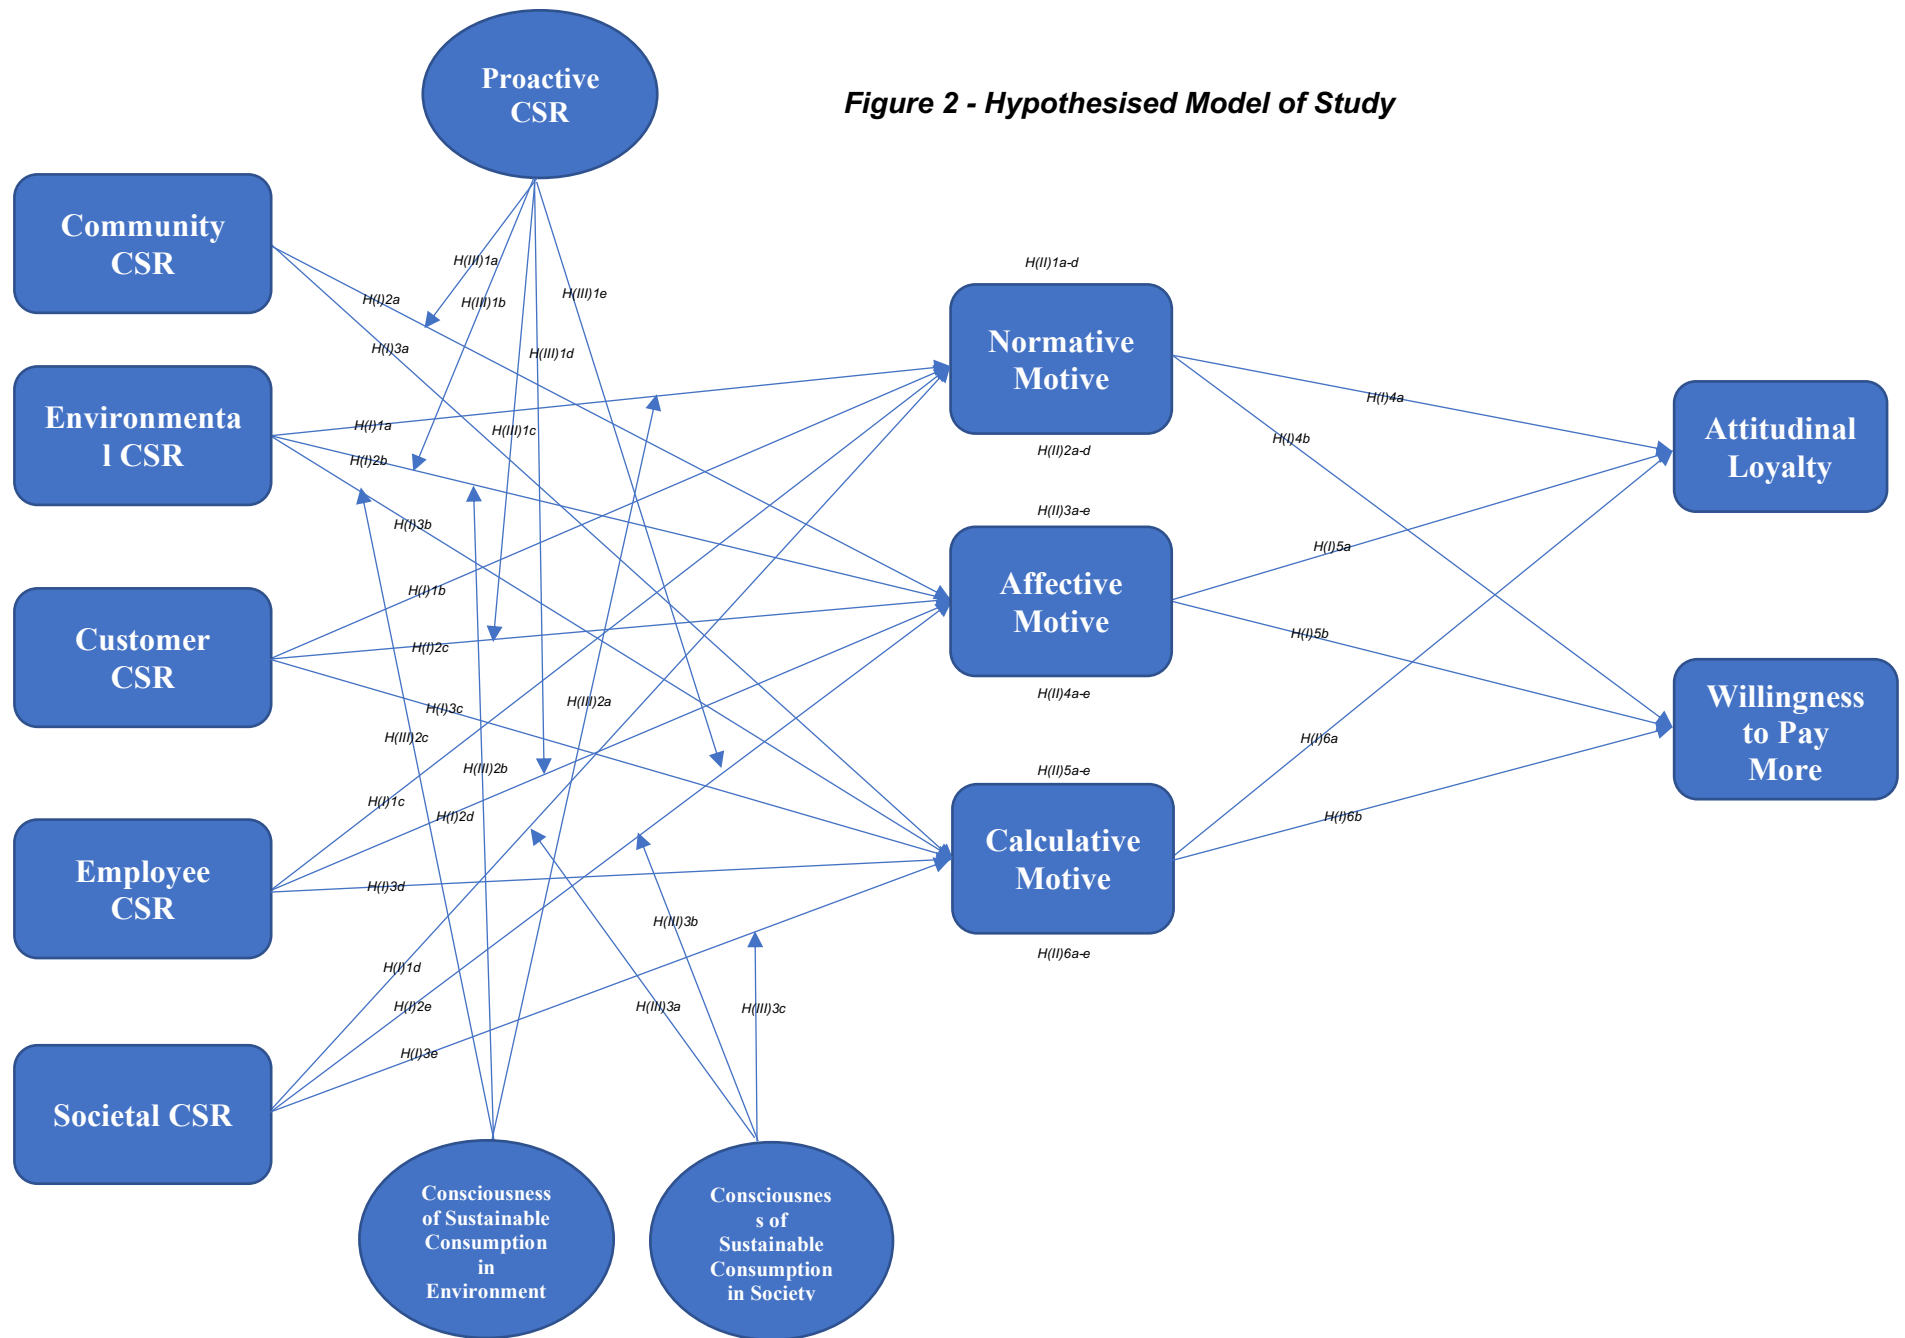 Proactive
CSR
Figure 2 - Hypothesised Model of Study
Community
CSR
Environmenta
l CSR
Customer
CSR
Employee
CSR
Societal CSR
H(III)1a
H(III)1b
H(III)1e
H(I)2a
H(I)3a
H(III)1d
H(I)1a
H(III)1c
H(I)2b
H(I)3b
H(I)1b
H(I)2c
H(I)3c
H(III)2a
H(III)2c
H(III)2b
H(I)1c
H(I)2d
H(I)3d
H(III)3b
H(I)1d
H(I)2e
H(III)3a
H(III)3c
H(I)3e
H(II)1a-d
Normative
Motive
H(II)2a-d
H(II)3a-e
Affective
Motive
H(II)4a-e
H(II)5a-e
Calculative
Motive
H(II)6a-e
H(I)4a
H(I)4b
H(I)5a
H(I)5b
H(I)6a
H(I)6b
Attitudinal
Loyalty
Willingness
to Pay
More
Consciousness
of Sustainable
Consumption
in
Environment
Consciousnes
s of
Sustainable
Consumption
in Society